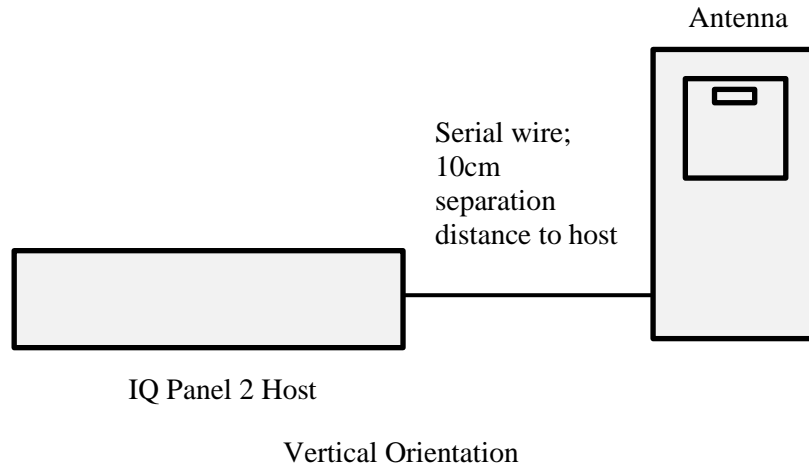 Antenna
Serial wire;
10cm
separation
distance to host
IQ Panel 2 Host
Vertical Orientation